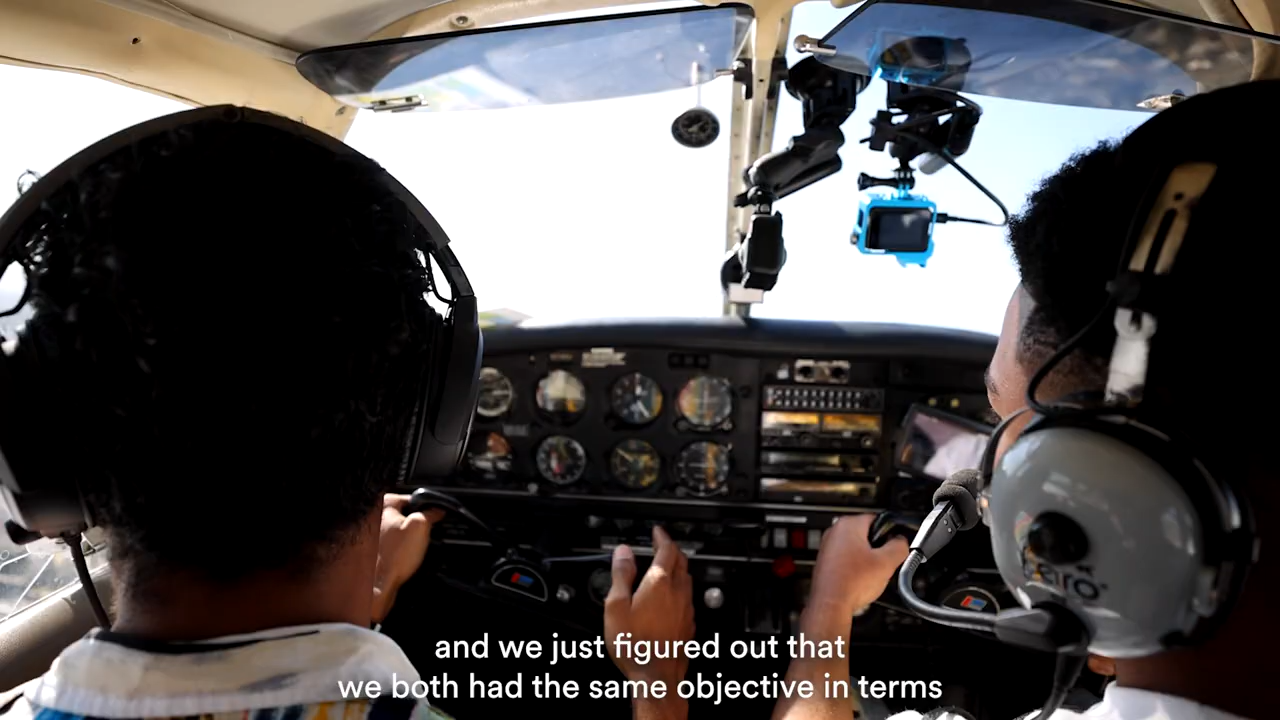 and we just figured out that
we both had the same objective in terms